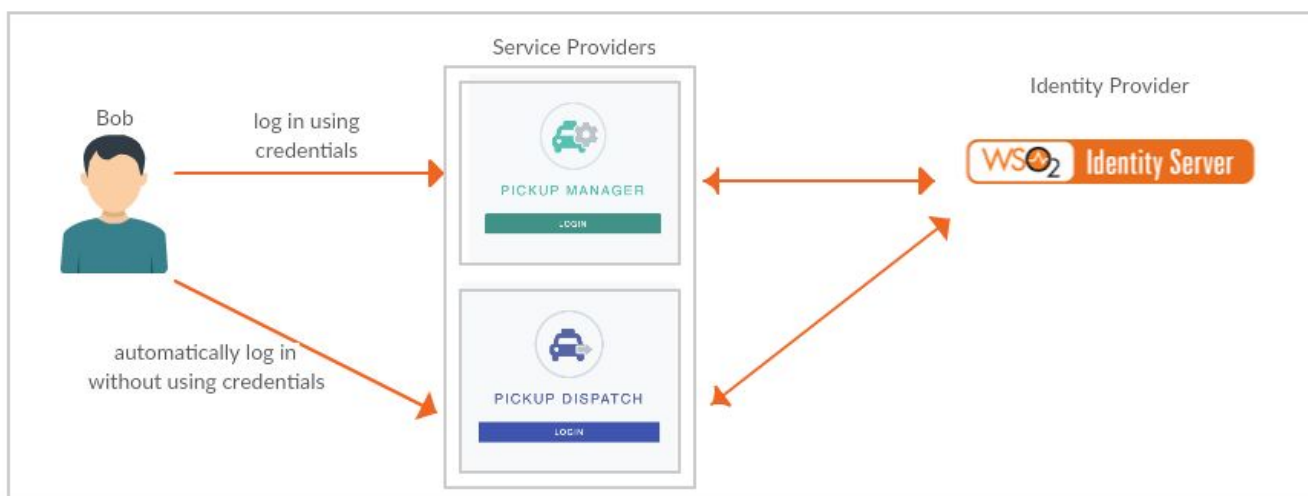 Service Providers
Identity Provider
Bob
log in using
credentials
PICKUP MANAGER
LOGIN
WSO2 Identity Server
automatically log in
without using credentials
PICKUP DISPATCH
LOGIN